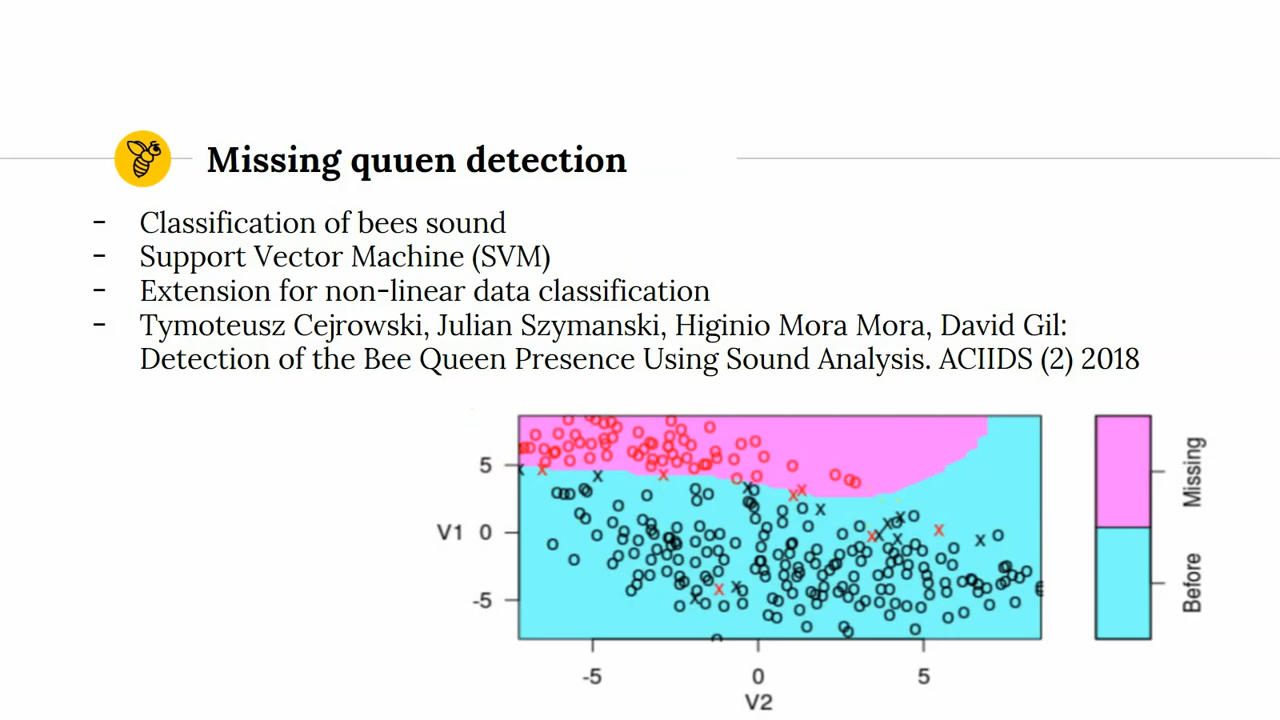 Missing quuen detection
- Classification of bees sound
- Support Vector Machine (SVM)
- Extension for non-linear data classification
- Tymoteusz Cejrowski, Julian Szymanski, Higinio Mora Mora, David Gil:
Detection of the Bee Queen Presence Using Sound Analysis. ACIIDS (2) 2018
5
V1 0
-5
-5 0 5
V2
Missing
Before